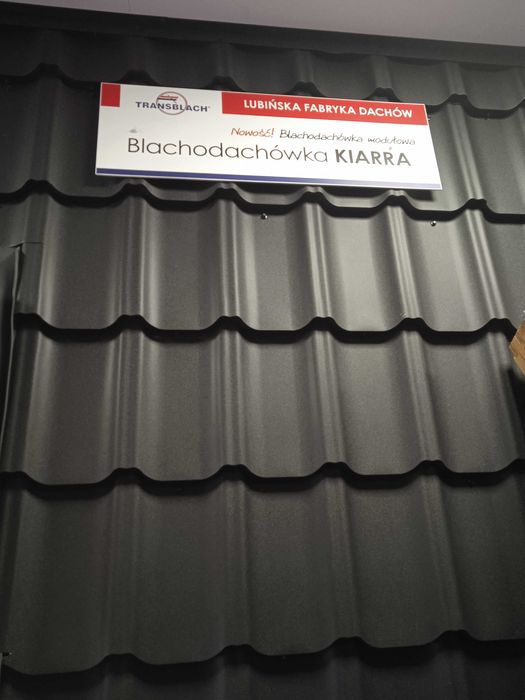 TRANSBLACH®
LUBIŃSKA FABRYKA DACHÓW
Nowość! Blachodachówka modułowa
Blachodachówka KIARRA